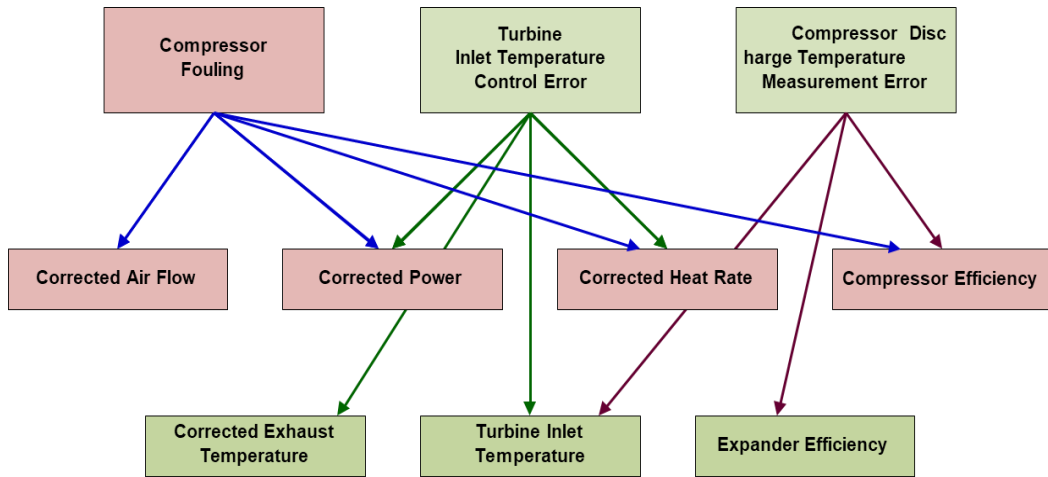 Compressor
Fouling
Turbine
Inlet Temperature
Control Error
Compressor Disc
harge Temperature
Measurement Error
Corrected Air Flow
Corrected Power
Corrected Heat Rate
Compressor Efficiency
Corrected Exhaust
Temperature
Turbine Inlet
Temperature
Expander Efficiency